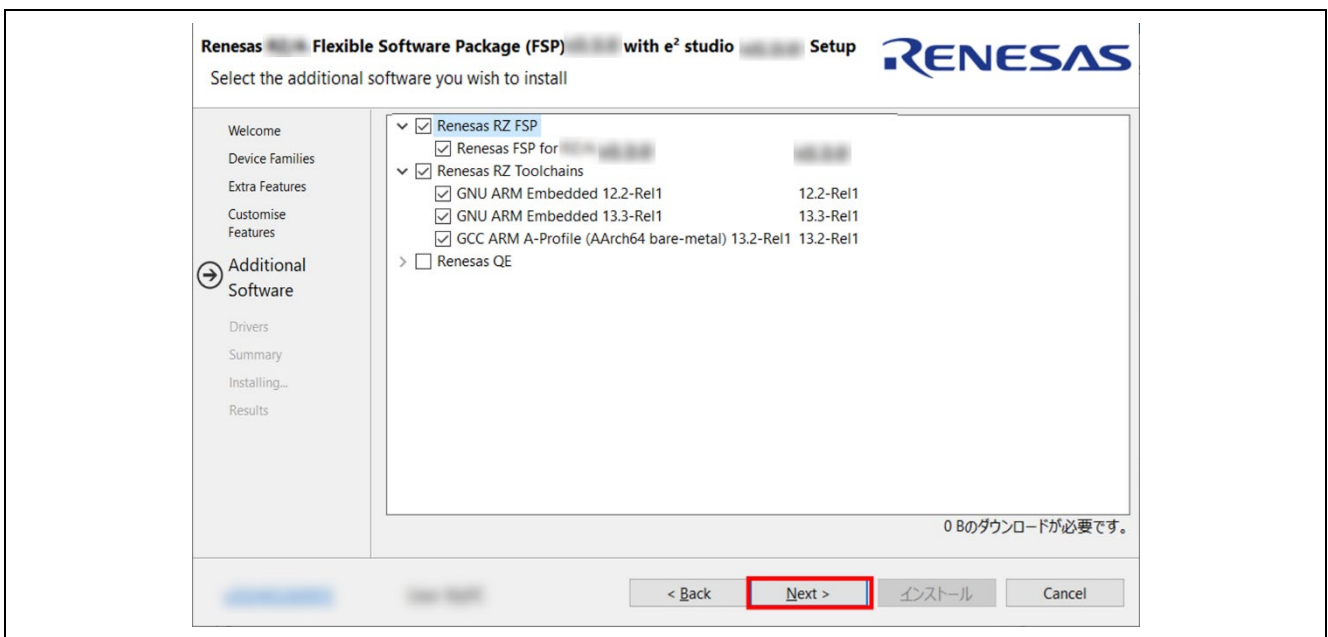 Renesas Flexible Software Package (FSP) with e² studio Setup
RENESAS
Select the additional software you wish to install
Welcome
Device Families
Extra Features
Customise
Features
Additional
Software
Drivers
Summary
Installing...
Results
Renesas RZ FSP
Renesas FSP for
Renesas RZ Toolchains
GNU ARM Embedded 12.2-Rel1 12.2-Rel1
GNU ARM Embedded 13.3-Rel1 13.3-Rel1
GCC ARM A-Profile (AArch64 bare-metal) 13.2-Rel1 13.2-Rel1
Renesas QE
0 Bのダウンロードが必要です。
< Back Next > インストール Cancel